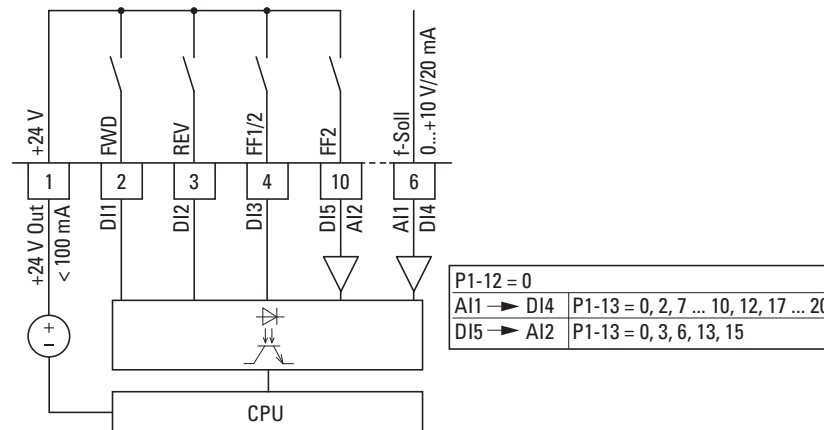 +24 V
FWD
REV
FF1/2
FF2
f-Soll
0...+10 V/20 mA
1
2
3
4
10
6
+24 V Out
< 100 mA
DI1
DI2
DI3
DI5
AI2
AI1
DI4
+
−
CPU
P1-12 = 0
AI1 → DI4 P1-13 = 0, 2, 7 ... 10, 12, 17 ... 20
DI5 → AI2 P1-13 = 0, 3, 6, 13, 15